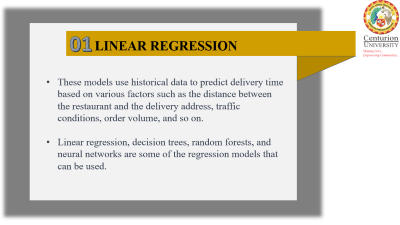 01 LINEAR REGRESSION
Centurion
UNIVERSITY
Shaping Lives...
Empowering Communities...
• These models use historical data to predict delivery time
based on various factors such as the distance between
the restaurant and the delivery address, traffic
conditions, order volume, and so on.
• Linear regression, decision trees, random forests, and
neural networks are some of the regression models that
can be used.